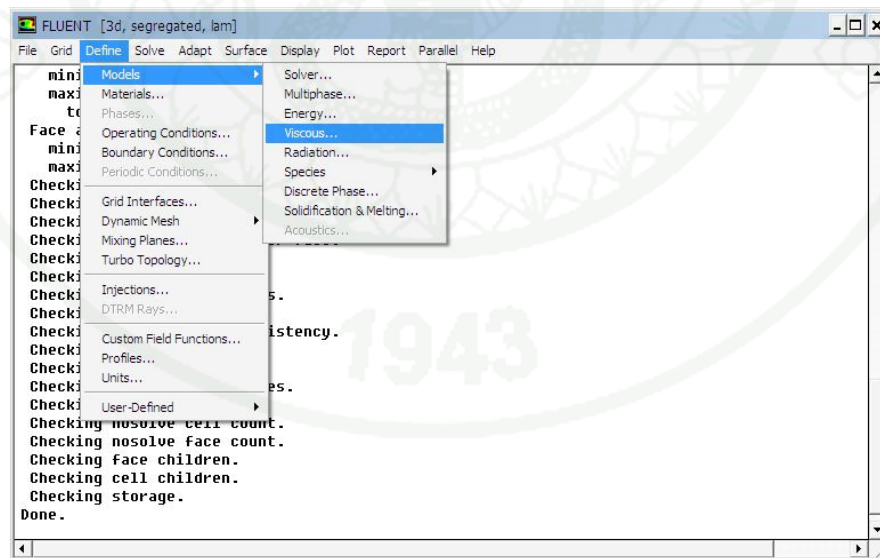 FLUENT [3d, segregated, lam]
File Grid Define Solve Adapt Surface Display Plot Report Parallel Help
Models
Materials...
Phases...
Operating Conditions...
Boundary Conditions...
Periodic Conditions...
Grid Interfaces...
Dynamic Mesh
Mixing Planes...
Turbo Topology...
Injections...
DTRM Rays...
Custom Field Functions...
Profiles...
Units...
User-Defined
Solver...
Multiphase...
Energy...
Viscous...
Radiation...
Species
Discrete Phase...
Solidification & Melting...
Acoustics...
mini
maxi
Face a
mini
maxi
Checki
Checki
Checki
Checki
Checki
Checki
Checki s.
Checki
Checki istency.
Checki
Checki
Checki es.
Checki
Checking nosolve cell count.
Checking nosolve face count.
Checking face children.
Checking cell children.
Checking storage.
Done.
1943